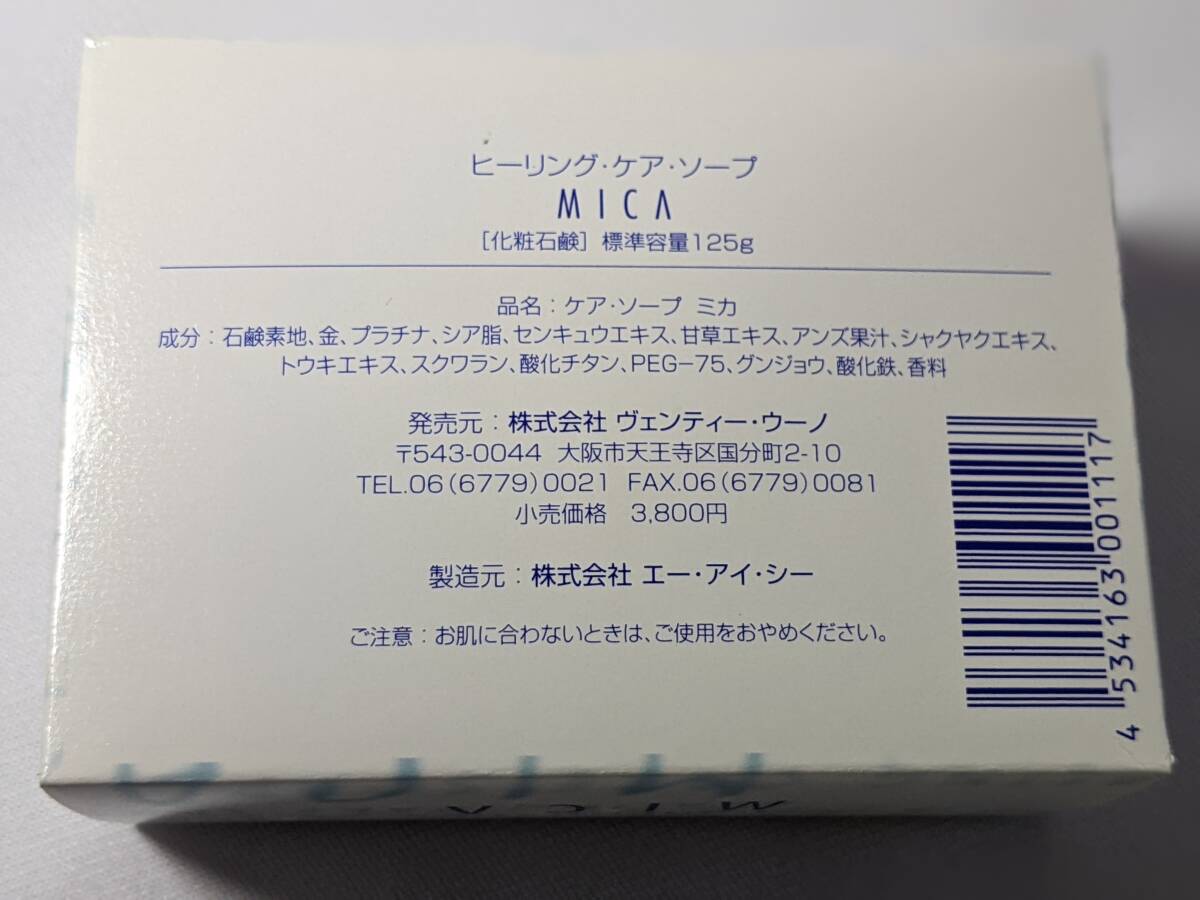 ヒーリング・ケア・ソープ
MICA
[化粧石鹸] 標準容量125g
品名：ケア・ソープ ミカ
成分：石鹸素地、金、プラチナ、シア脂、センキュウエキス、甘草エキス、アンズ果汁、シャクヤクエキス、
トウキエキス、スクワラン、酸化チタン、PEG-75、グンジョウ、酸化鉄、香料
発売元：株式会社 ヴェンティー・ウーノ
〒543-0044 大阪市天王寺区国分町2-10
TEL.06(6779)0021 FAX.06(6779)0081
小売価格 3,800円
製造元：株式会社 エー・アイ・シー
ご注意：お肌に合わないときは、ご使用をおやめください。
4 534163 001117
MICA